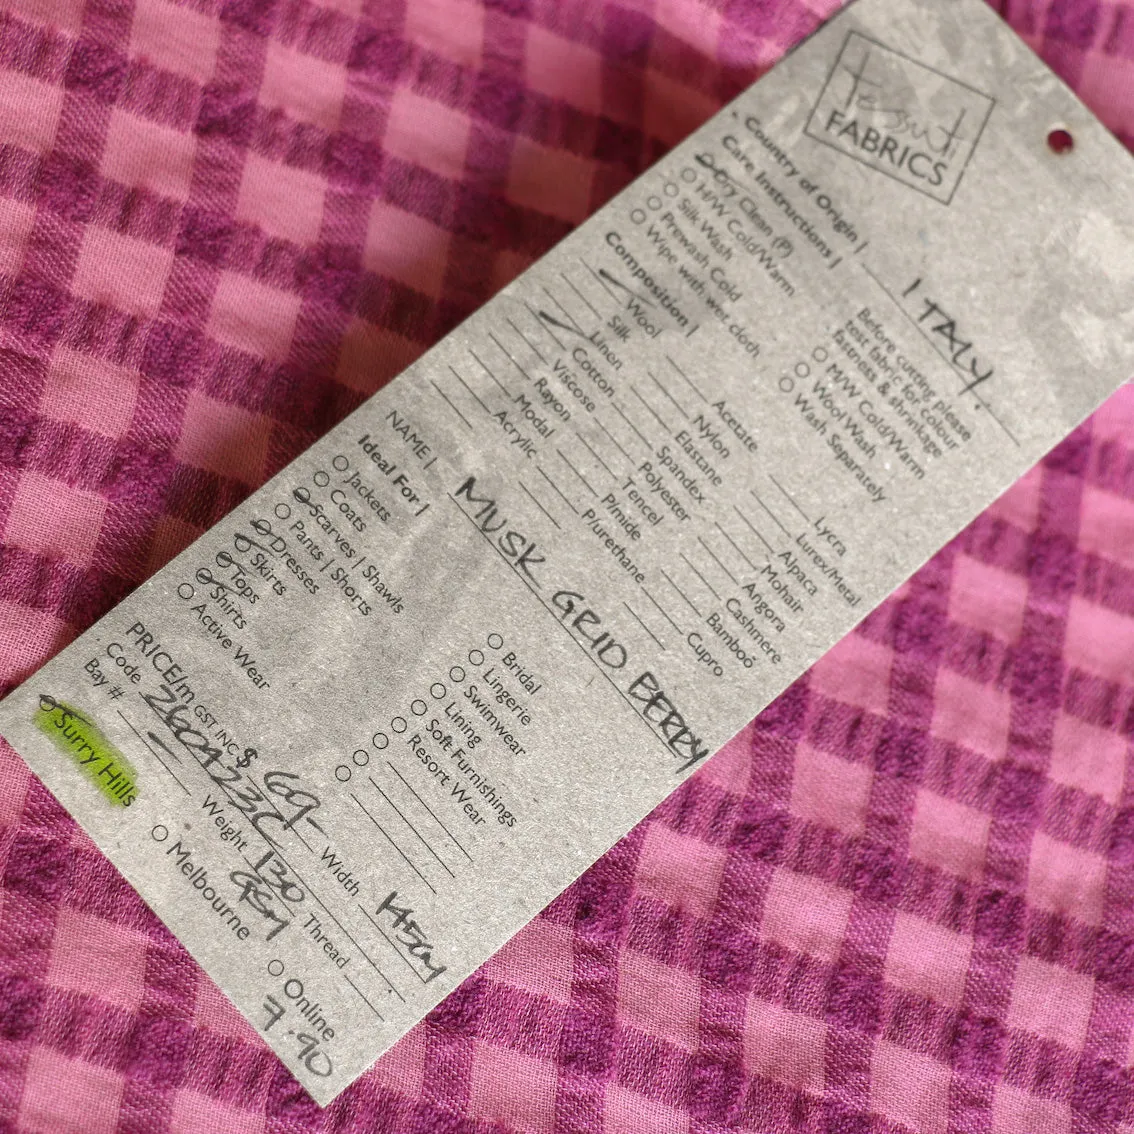 tessuti
FABRICS
Country of Origin | ITALY
Care Instructions |
Dry Clean (P)
H/W Cold/Warm
Silk Wash
Prewash Cold
Wipe with wet cloth
Before cutting please
test fabric for colour
fastness & shrinkage
M/W Cold/Warm
Wool Wash
Wash Separately
Composition |
Wool
Silk
Linen
Cotton
Viscose
Rayon
Modal
Acrylic
Acetate
Nylon
Elastane
Spandex
Polyester
Tencel
P/mide
P/urethane
Lycra
Lurex/Metal
Alpaca
Mohair
Angora
Cashmere
Bamboo
Cupro
NAME | MUSK GRID BERRY
Ideal For |
Jackets
Coats
Scarves | Shawls
Pants | Shorts
Dresses
Skirts
Tops
Shirts
Active Wear
Bridal
Lingerie
Swimwear
Lining
Soft Furnishings
Resort Wear
PRICE/m GST INC. $ 69- Width 145cm
Code Weight 130 GSM Thread
Bay #
Surry Hills Melbourne Online
7.90